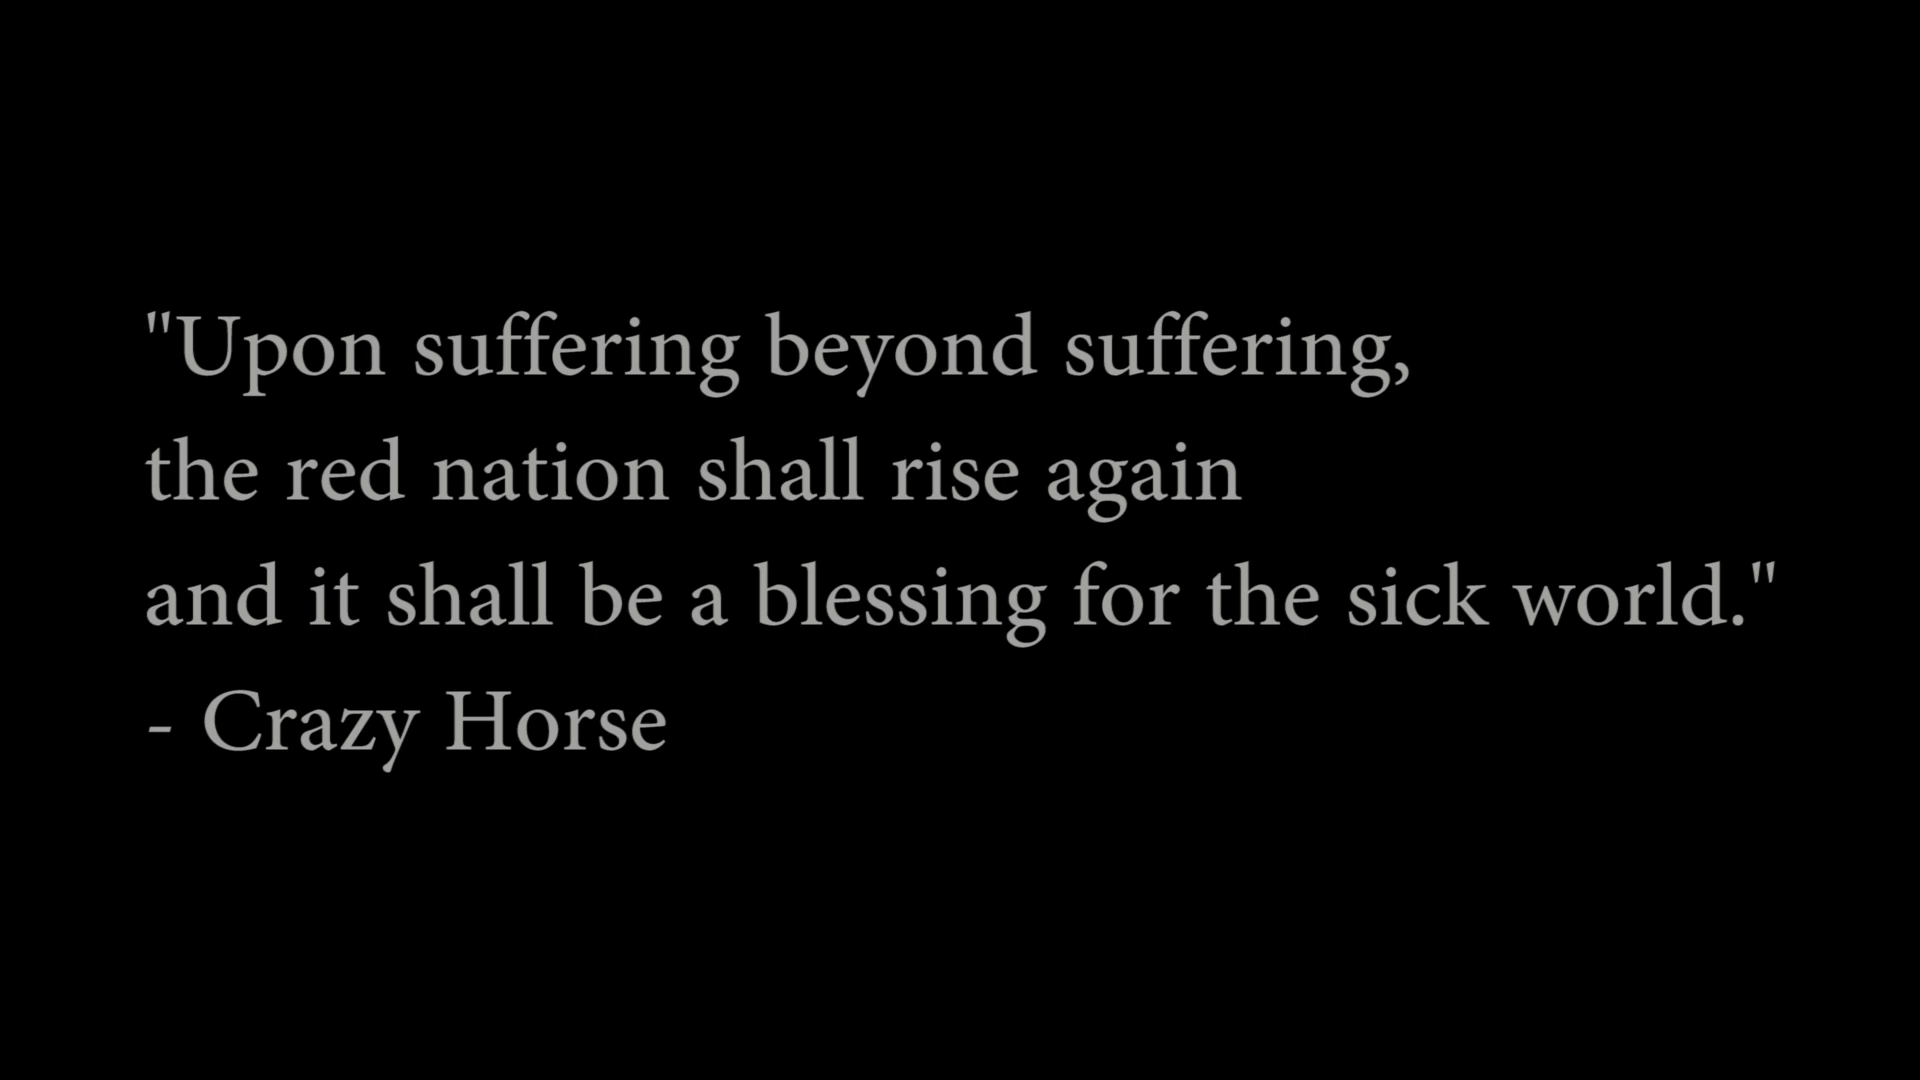 "Upon suffering beyond suffering,
the red nation shall rise again
and it shall be a blessing for the sick world."
- Crazy Horse